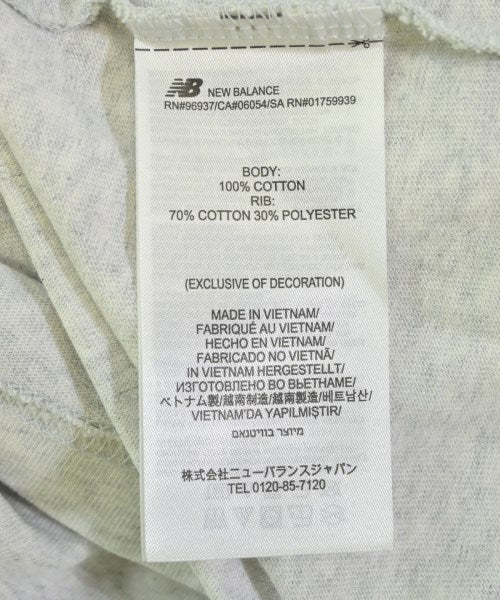 NB NEW BALANCE
RN#96937/CA#06054/SA RN#01759939
BODY:
100% COTTON
RIB:
70% COTTON 30% POLYESTER
(EXCLUSIVE OF DECORATION)
MADE IN VIETNAM/
FABRIQUÉ AU VIETNAM/
HECHO EN VIETNAM/
FABRICADO NO VIETNÃ/
IN VIETNAM HERGESTELLT/
ИЗГОТОВЛЕНО ВО ВЬЕТНАМЕ/
ベトナム製/越南制造/越南製造/베트남산/
VIETNAM'DA YAPILMIŞTIR/
מיוצר בווייטנאם
株式会社ニューバランスジャパン
TEL 0120-85-7120